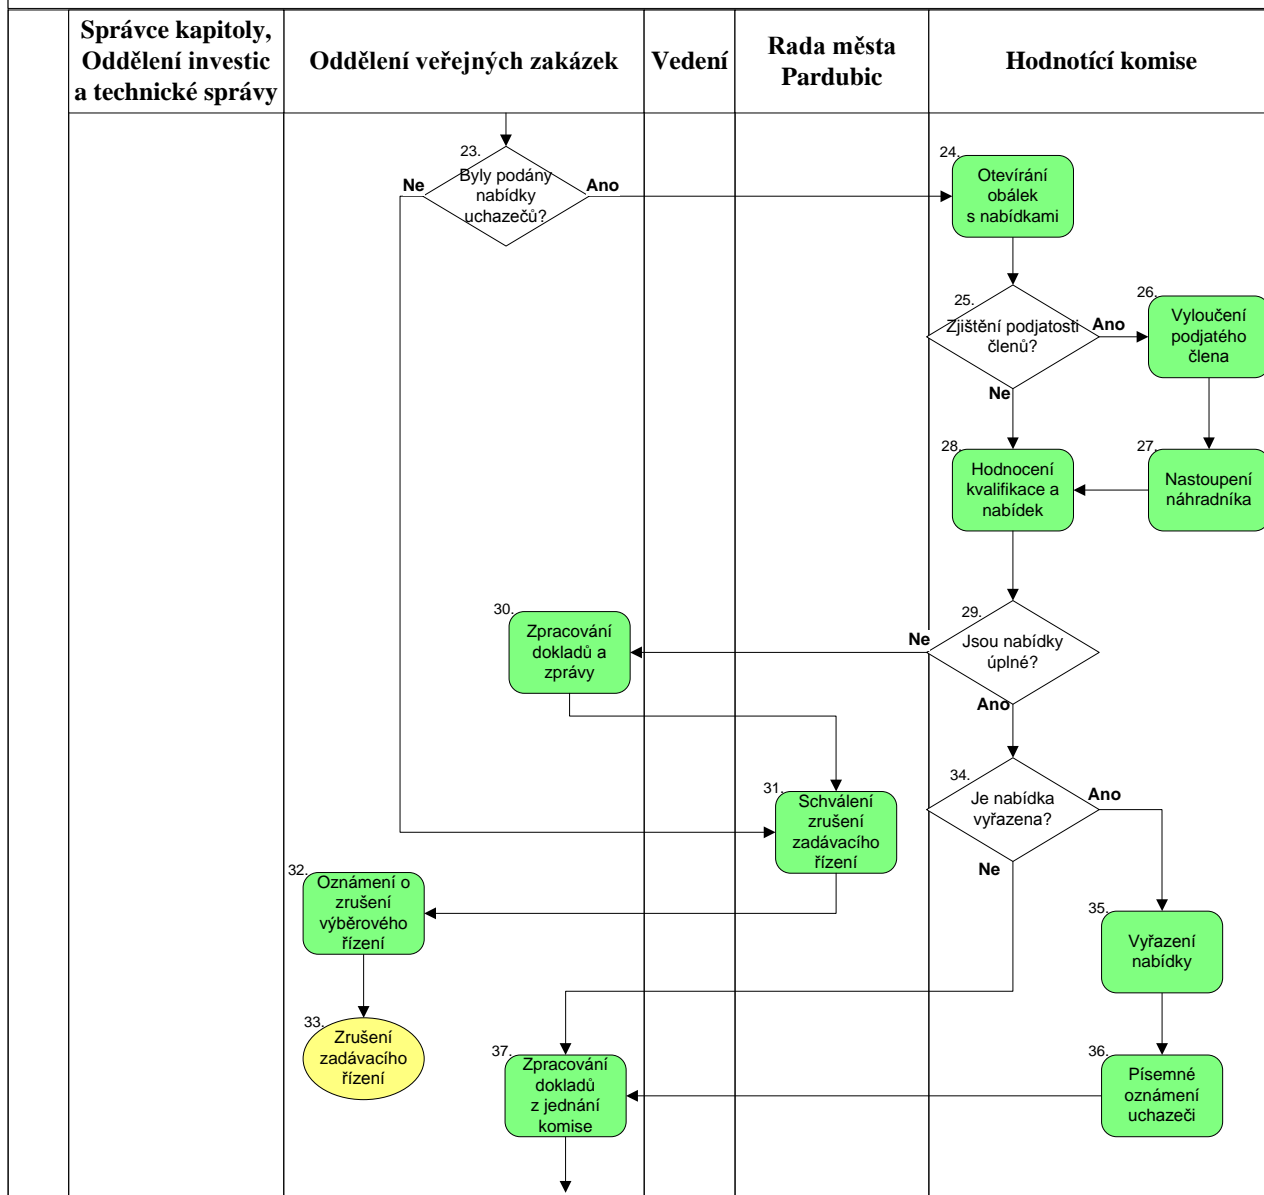 Správce kapitoly,
Oddělení investic
a technické správy
Oddělení veřejných zakázek
Vedení
Rada města
Pardubic
Hodnotící komise
23.
Byly podány
nabídky
uchazečů?
Ne
Ano
24.
Otevírání
obálek
s nabídkami
25.
Zjištění podjatosti
členů?
Ano
Ne
26.
Vyloučení
podjatého
člena
27.
Nastoupení
náhradníka
28.
Hodnocení
kvalifikace a
nabídek
29.
Jsou nabídky
úplné?
Ne
Ano
30.
Zpracování
dokladů a
zprávy
31.
Schválení
zrušení
zadávacího
řízení
32.
Oznámení o
zrušení
výběrového
řízení
33.
Zrušení
zadávacího
řízení
34.
Je nabídka
vyřazena?
Ano
Ne
35.
Vyřazení
nabídky
36.
Písemné
oznámení
uchazeči
37.
Zpracování
dokladů
z jednání
komise